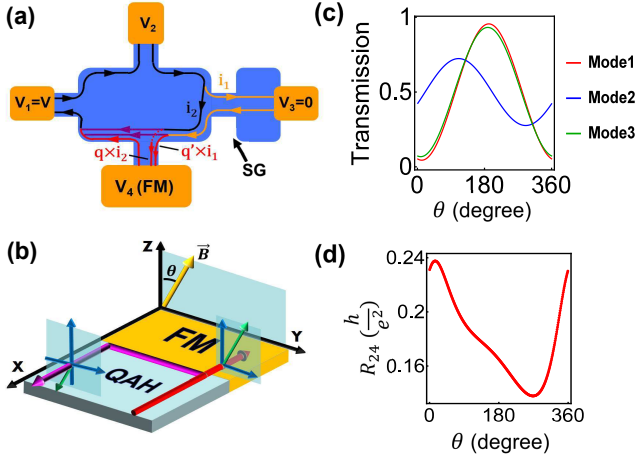 (a)
V₂
V₁=V
i₁
i₂
V₃=0
q×i₂
q'×i₁
SG
V₄ (FM)
(b)
Z
θ
B⃗
FM
Y
X
QAH
(c)
Transmission
1
0.5
0
0
180
360
θ (degree)
Mode1
Mode2
Mode3
(d)
R₂₄ (h/e²)
0.24
0.2
0.16
0
180
360
θ (degree)